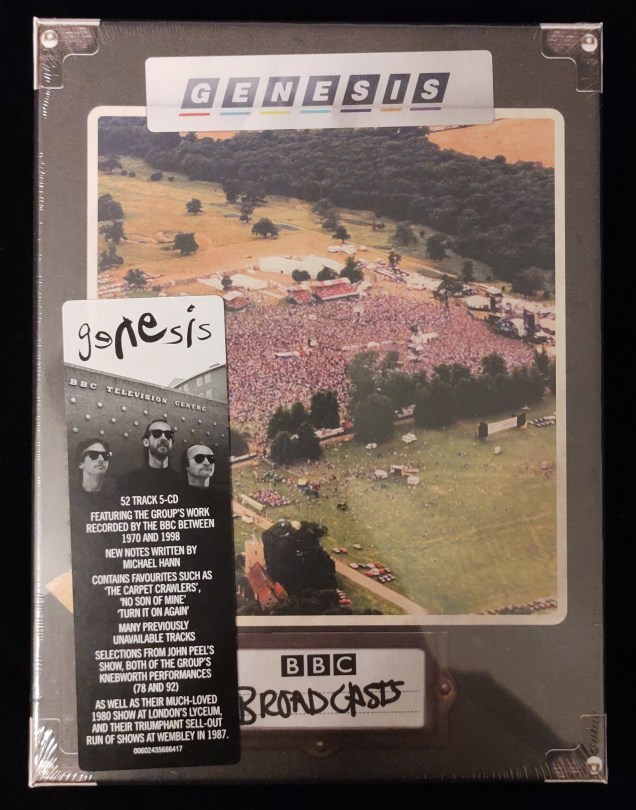 GENESIS
genesis
BBC TELEVISION CENTRE
52 TRACK 5-CD
FEATURING THE GROUP'S WORK
RECORDED BY THE BBC BETWEEN
1970 AND 1998
NEW NOTES WRITTEN BY
MICHAEL HANN
CONTAINS FAVOURITES SUCH AS
'THE CARPET CRAWLERS',
'NO SON OF MINE'
'TURN IT ON AGAIN'
MANY PREVIOUSLY
UNAVAILABLE TRACKS
SELECTIONS FROM JOHN PEEL'S
SHOW, BOTH OF THE GROUP'S
KNEBWORTH PERFORMANCES
(78 AND 92)
AS WELL AS THEIR MUCH-LOVED
1980 SHOW AT LONDON'S LYCEUM,
AND THEIR TRIUMPHANT SELL-OUT
RUN OF SHOWS AT WEMBLEY IN 1987.
00602435686417
BBC
BROADCASTS